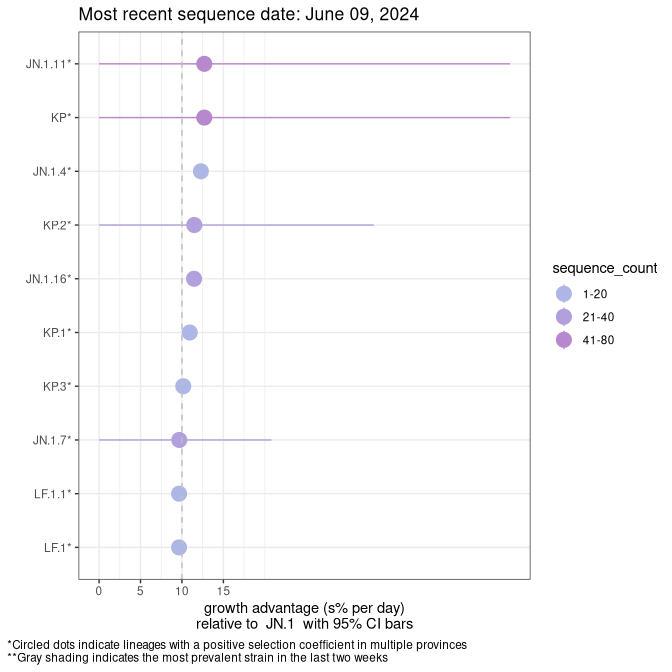 Most recent sequence date: June 09, 2024
JN.1.11*
KP*
JN.1.4*
KP.2*
JN.1.16*
KP.1*
KP.3*
JN.1.7*
LF.1.1*
LF.1*
0 5 10 15
growth advantage (s% per day)
relative to JN.1 with 95% CI bars
sequence_count
1-20
21-40
41-80
*Circled dots indicate lineages with a positive selection coefficient in multiple provinces
**Gray shading indicates the most prevalent strain in the last two weeks